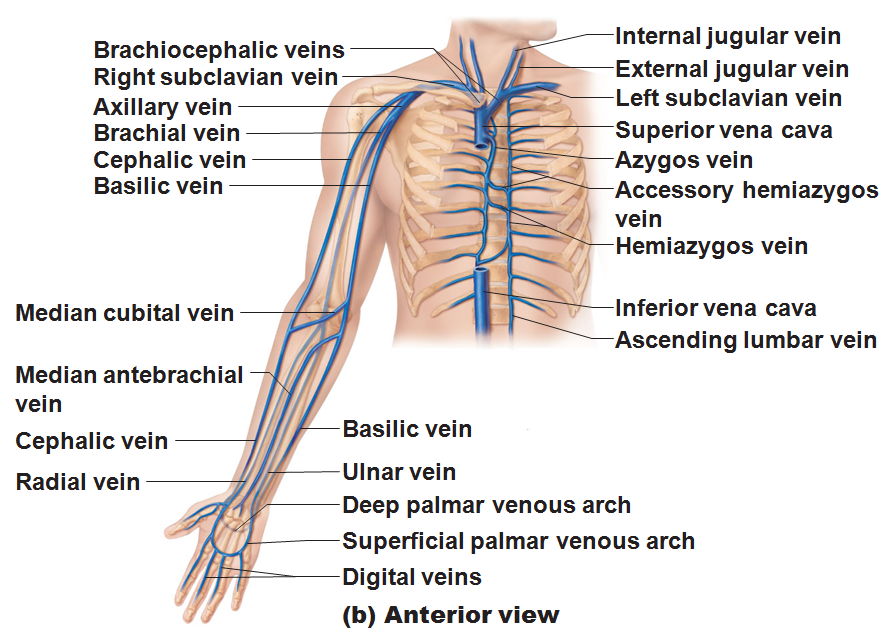 Brachiocephalic veins
Right subclavian vein
Axillary vein
Brachial vein
Cephalic vein
Basilic vein
Median cubital vein
Median antebrachial
vein
Cephalic vein
Radial vein
Internal jugular vein
External jugular vein
Left subclavian vein
Superior vena cava
Azygos vein
Accessory hemiazygos
vein
Hemiazygos vein
Inferior vena cava
Ascending lumbar vein
Basilic vein
Ulnar vein
Deep palmar venous arch
Superficial palmar venous arch
Digital veins
(b) Anterior view